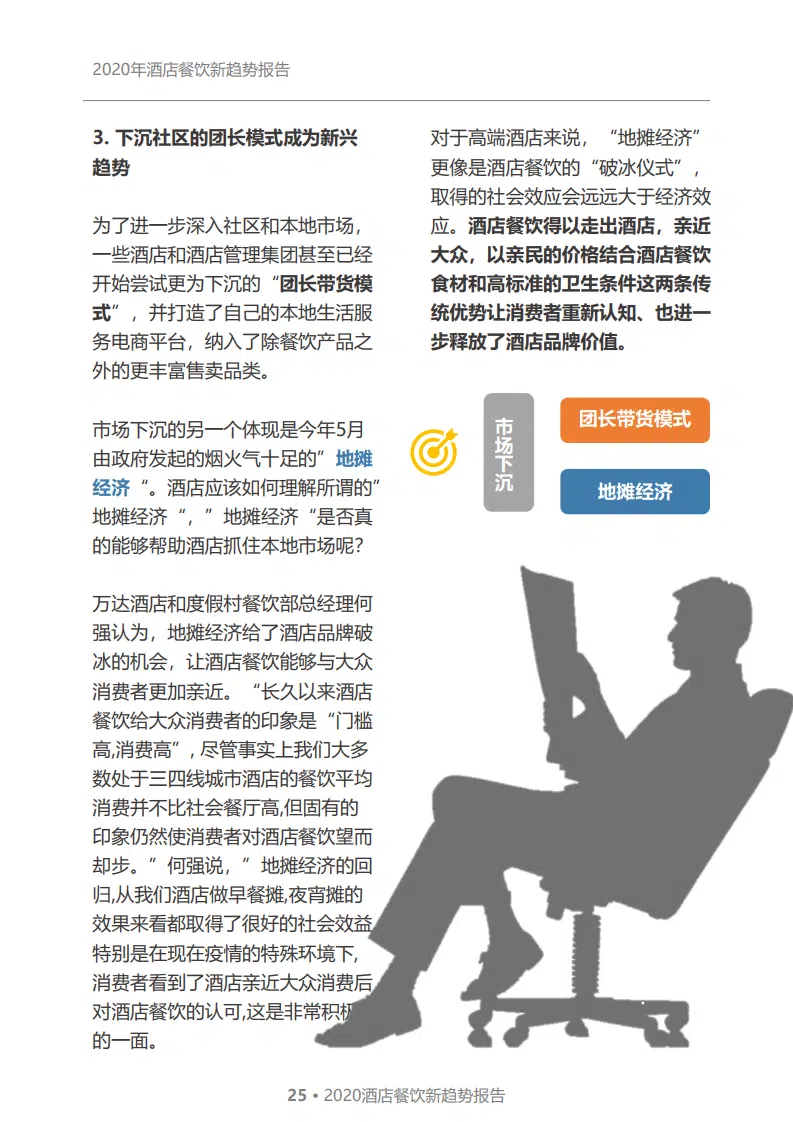 2020年酒店餐饮新趋势报告
3. 下沉社区的团长模式成为新兴
趋势
为了进一步深入社区和本地市场，
一些酒店和酒店管理集团甚至已经
开始尝试更为下沉的“团长带货模
式”，并打造了自己的本地生活服
务电商平台，纳入了除餐饮产品之
外的更丰富售卖品类。
市场下沉的另一个体现是今年5月
由政府发起的烟火气十足的”地摊
经济“。酒店应该如何理解所谓的”
地摊经济“，”地摊经济“是否真
的能够帮助酒店抓住本地市场呢？
万达酒店和度假村餐饮部总经理何
强认为，地摊经济给了酒店品牌破
冰的机会，让酒店餐饮能够与大众
消费者更加亲近。“长久以来酒店
餐饮给大众消费者的印象是“门槛
高,消费高”, 尽管事实上我们大多
数处于三四线城市酒店的餐饮平均
消费并不比社会餐厅高,但固有的
印象仍然使消费者对酒店餐饮望而
却步。”何强说，”地摊经济的回
归,从我们酒店做早餐摊,夜宵摊的
效果来看都取得了很好的社会效益
特别是在现在疫情的特殊环境下,
消费者看到了酒店亲近大众消费后
对酒店餐饮的认可,这是非常积极
的一面。
对于高端酒店来说，“地摊经济”
更像是酒店餐饮的“破冰仪式”，
取得的社会效应会远远大于经济效
应。酒店餐饮得以走出酒店，亲近
大众，以亲民的价格结合酒店餐饮
食材和高标准的卫生条件这两条传
统优势让消费者重新认知、也进一
步释放了酒店品牌价值。
市场下沉
团长带货模式
地摊经济
25 • 2020酒店餐饮新趋势报告